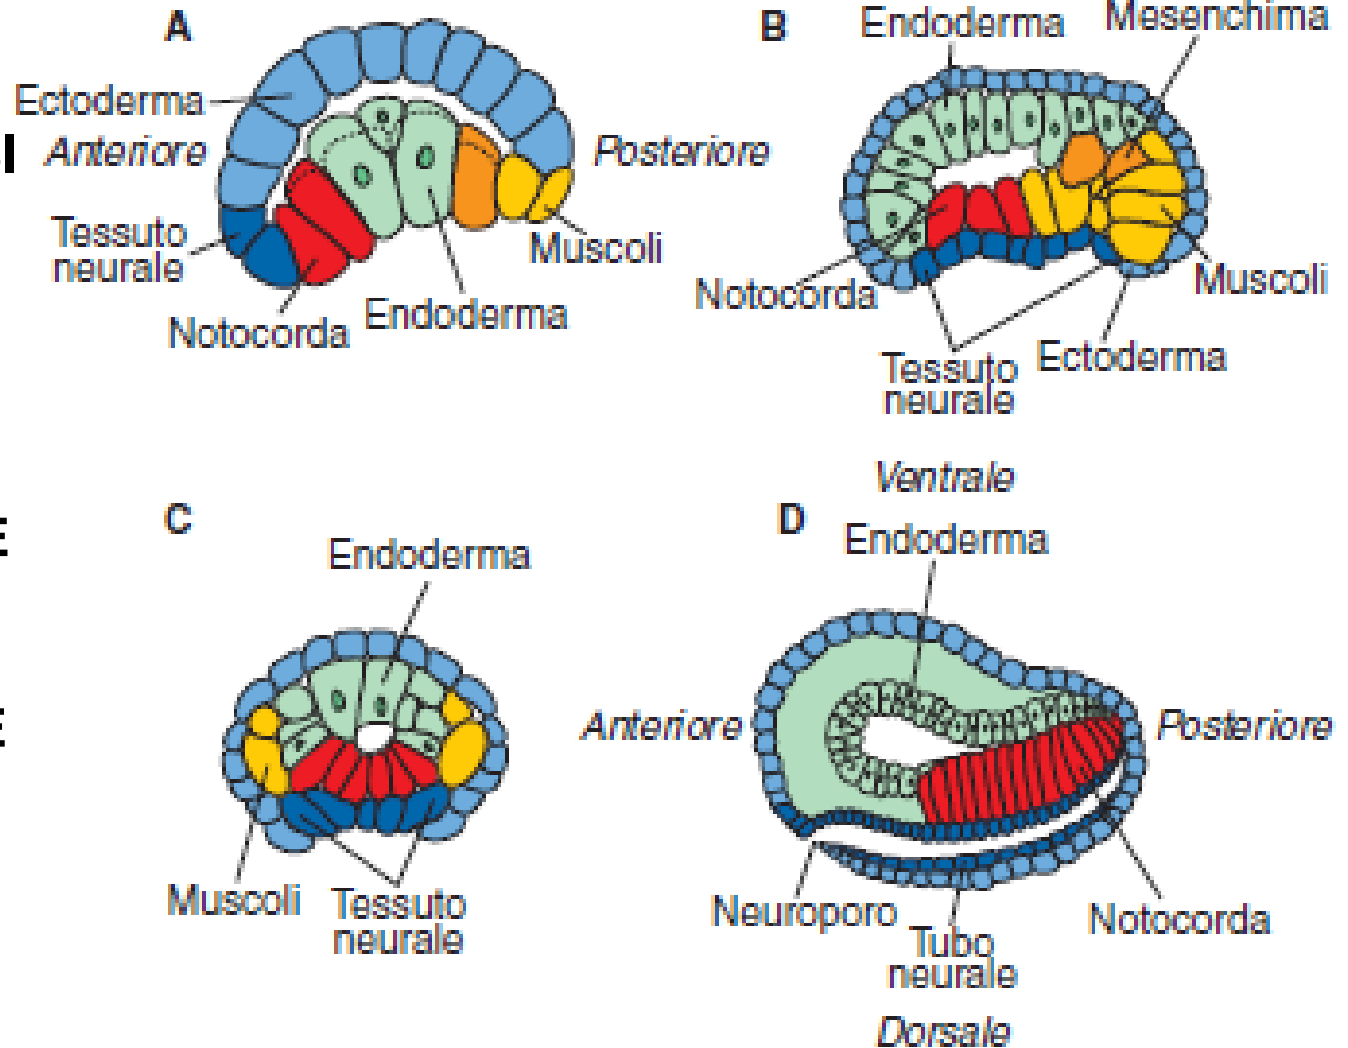 A
Ectoderma
Anteriore
Posteriore
Tessuto
neurale
Muscoli
Notocorda
Endoderma
B
Endoderma
Mesenchima
Notocorda
Muscoli
Tessuto
neurale
Ectoderma
Ventrale
C
Endoderma
Muscoli
Tessuto
neurale
D
Endoderma
Anteriore
Posteriore
Neuroporo
Tubo
neurale
Notocorda
Dorsale